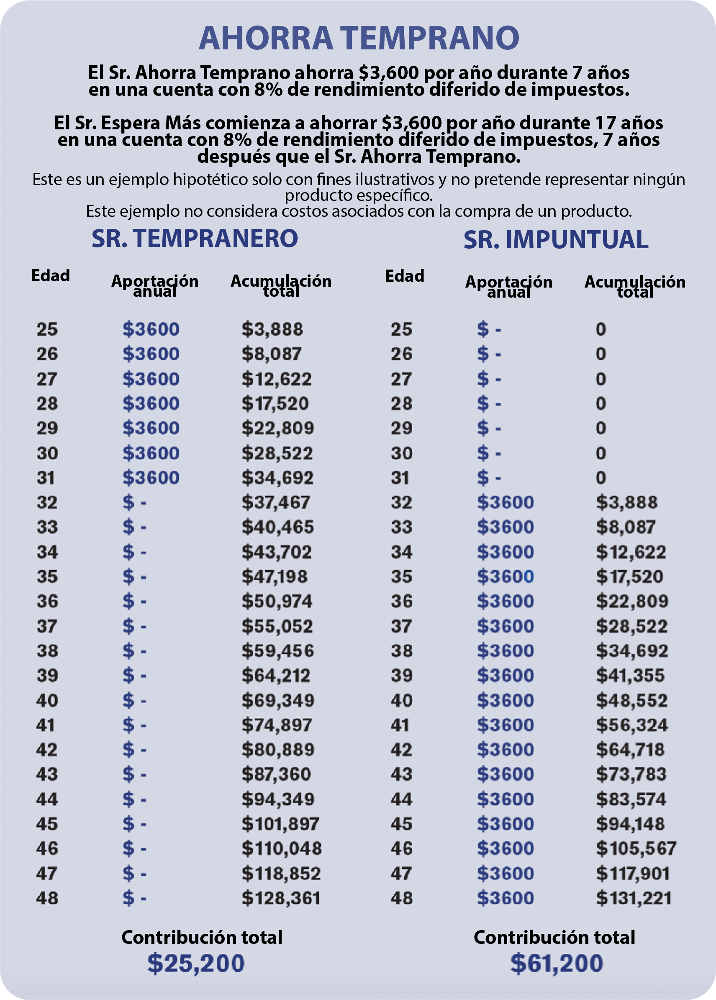 AHORRA TEMPRANO
El Sr. Ahorra Temprano ahorra $3,600 por año durante 7 años
en una cuenta con 8% de rendimiento diferido de impuestos.
El Sr. Espera Más comienza a ahorrar $3,600 por año durante 17 años
en una cuenta con 8% de rendimiento diferido de impuestos, 7 años
después que el Sr. Ahorra Temprano.
Este es un ejemplo hipotético solo con fines ilustrativos y no pretende representar ningún
producto específico.
Este ejemplo no considera costos asociados con la compra de un producto.
SR. TEMPRANERO SR. IMPUNTUAL
Edad Aportación anual Acumulación total Edad Aportación anual Acumulación total
25 $3600 $3,888 25 $ - 0
26 $3600 $8,087 26 $ - 0
27 $3600 $12,622 27 $ - 0
28 $3600 $17,520 28 $ - 0
29 $3600 $22,809 29 $ - 0
30 $3600 $28,522 30 $ - 0
31 $3600 $34,692 31 $ - 0
32 $ - $37,467 32 $3600 $3,888
33 $ - $40,465 33 $3600 $8,087
34 $ - $43,702 34 $3600 $12,622
35 $ - $47,198 35 $3600 $17,520
36 $ - $50,974 36 $3600 $22,809
37 $ - $55,052 37 $3600 $28,522
38 $ - $59,456 38 $3600 $34,692
39 $ - $64,212 39 $3600 $41,355
40 $ - $69,349 40 $3600 $48,552
41 $ - $74,897 41 $3600 $56,324
42 $ - $80,889 42 $3600 $64,718
43 $ - $87,360 43 $3600 $73,783
44 $ - $94,349 44 $3600 $83,574
45 $ - $101,897 45 $3600 $94,148
46 $ - $110,048 46 $3600 $105,567
47 $ - $118,852 47 $3600 $117,901
48 $ - $128,361 48 $3600 $131,221
Contribución total Contribución total
$25,200 $61,200